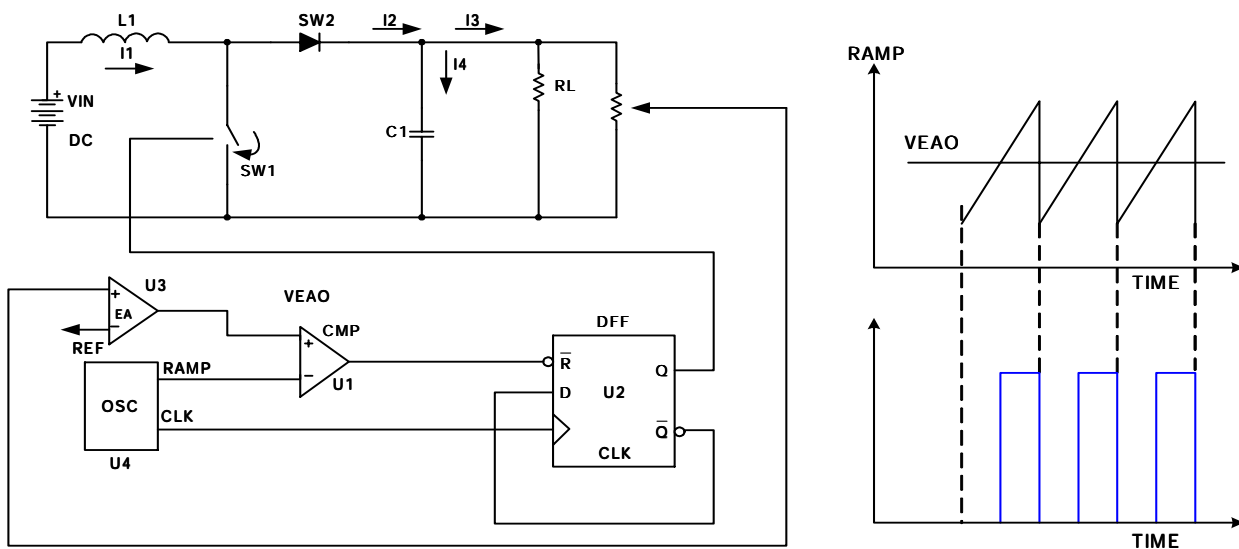 L1
SW2
I2
I3
I1
I4
+
VIN
DC
SW1
C1
RL
U3
+
EA
−
REF
VEAO
CMP
+
−
U1
RAMP
OSC
CLK
U4
DFF
R
D
U2
Q
Q
CLK
RAMP
VEAO
TIME
TIME